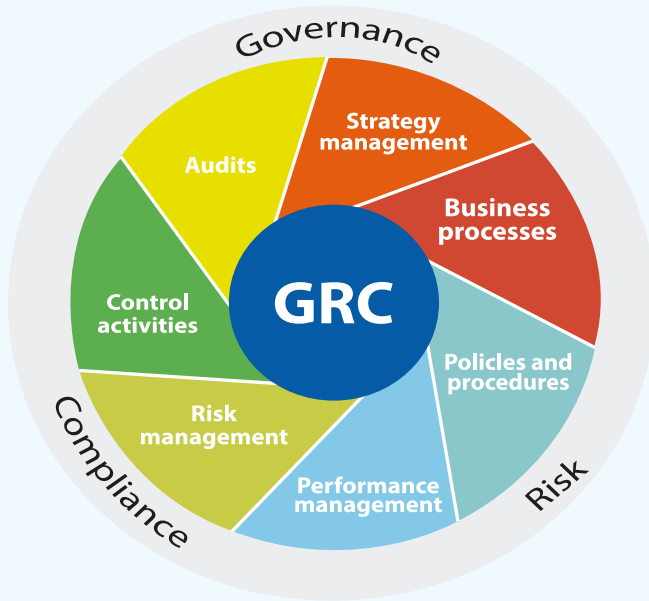 Governance
Strategy
management
Audits
Business
processes
GRC
Control
activities
Policies and
procedures
Risk
management
Performance
management
Compliance
Risk